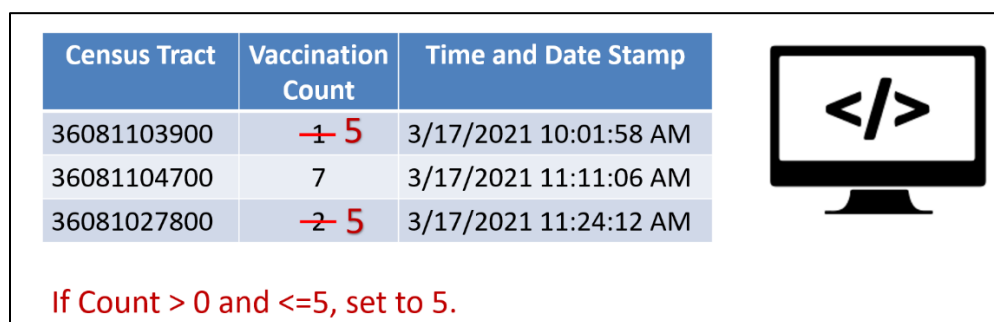 Census Tract Vaccination Count Time and Date Stamp
36081103900 1 5 3/17/2021 10:01:58 AM
36081104700 7 3/17/2021 11:11:06 AM
36081027800 2 5 3/17/2021 11:24:12 AM
</>
If Count > 0 and <=5, set to 5.